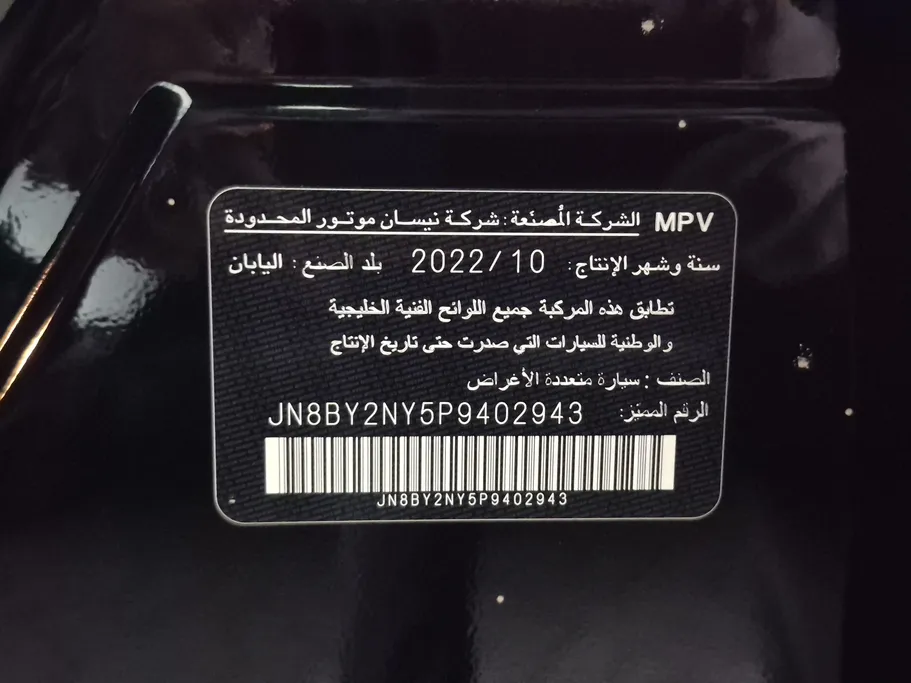 MPV الشركة المُصنّعة: شركة نيسان موتور المحدودة
سنة وشهر الإنتاج: 2022/10 بلد الصنع: اليابان
تطابق هذه المركبة جميع اللوائح الفنية الخليجية
والوطنية للسيارات التي صدرت حتى تاريخ الإنتاج
الصنف: سيارة متعددة الأغراض
الرقم المميّز: JN8BY2NY5P9402943
JN8BY2NY5P9402943